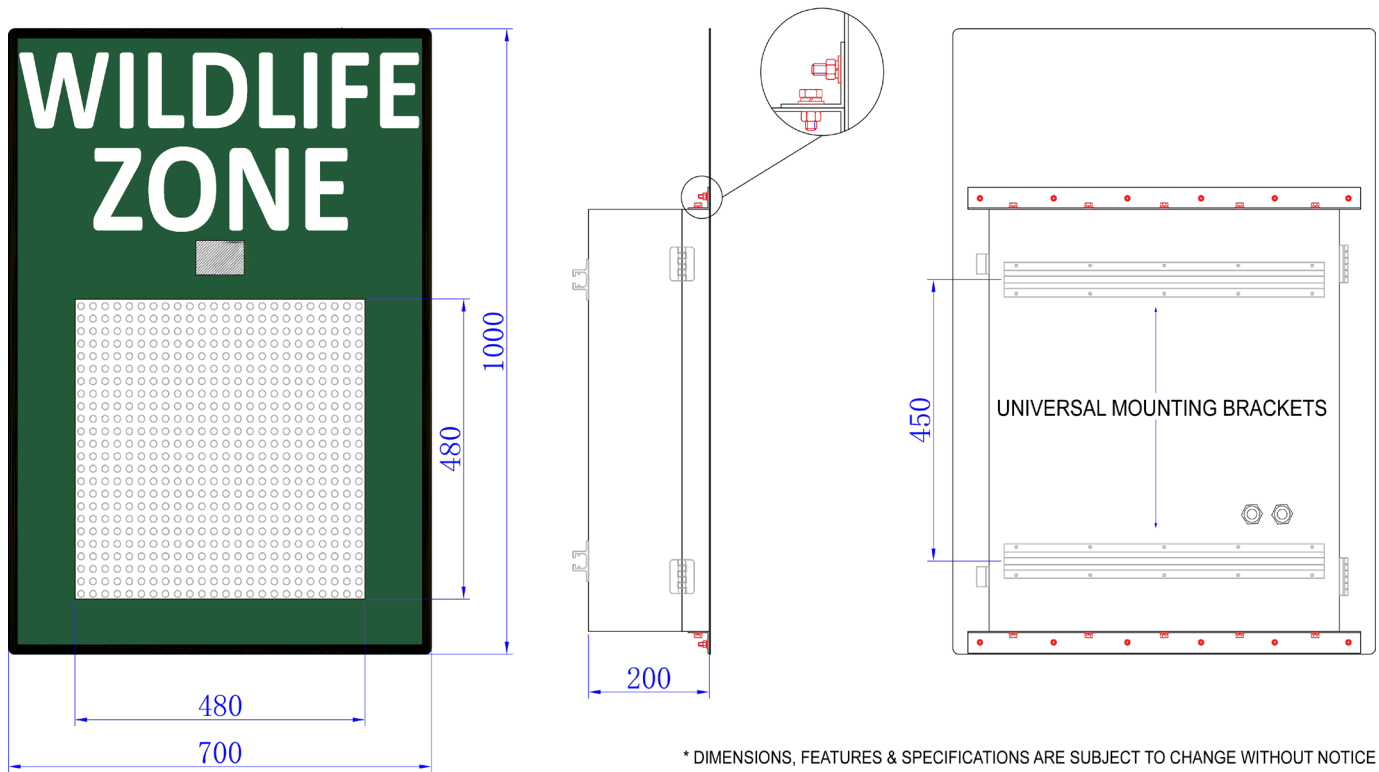 WILDLIFE
ZONE
480
1000
480
700
200
450
UNIVERSAL MOUNTING BRACKETS
* DIMENSIONS, FEATURES & SPECIFICATIONS ARE SUBJECT TO CHANGE WITHOUT NOTICE